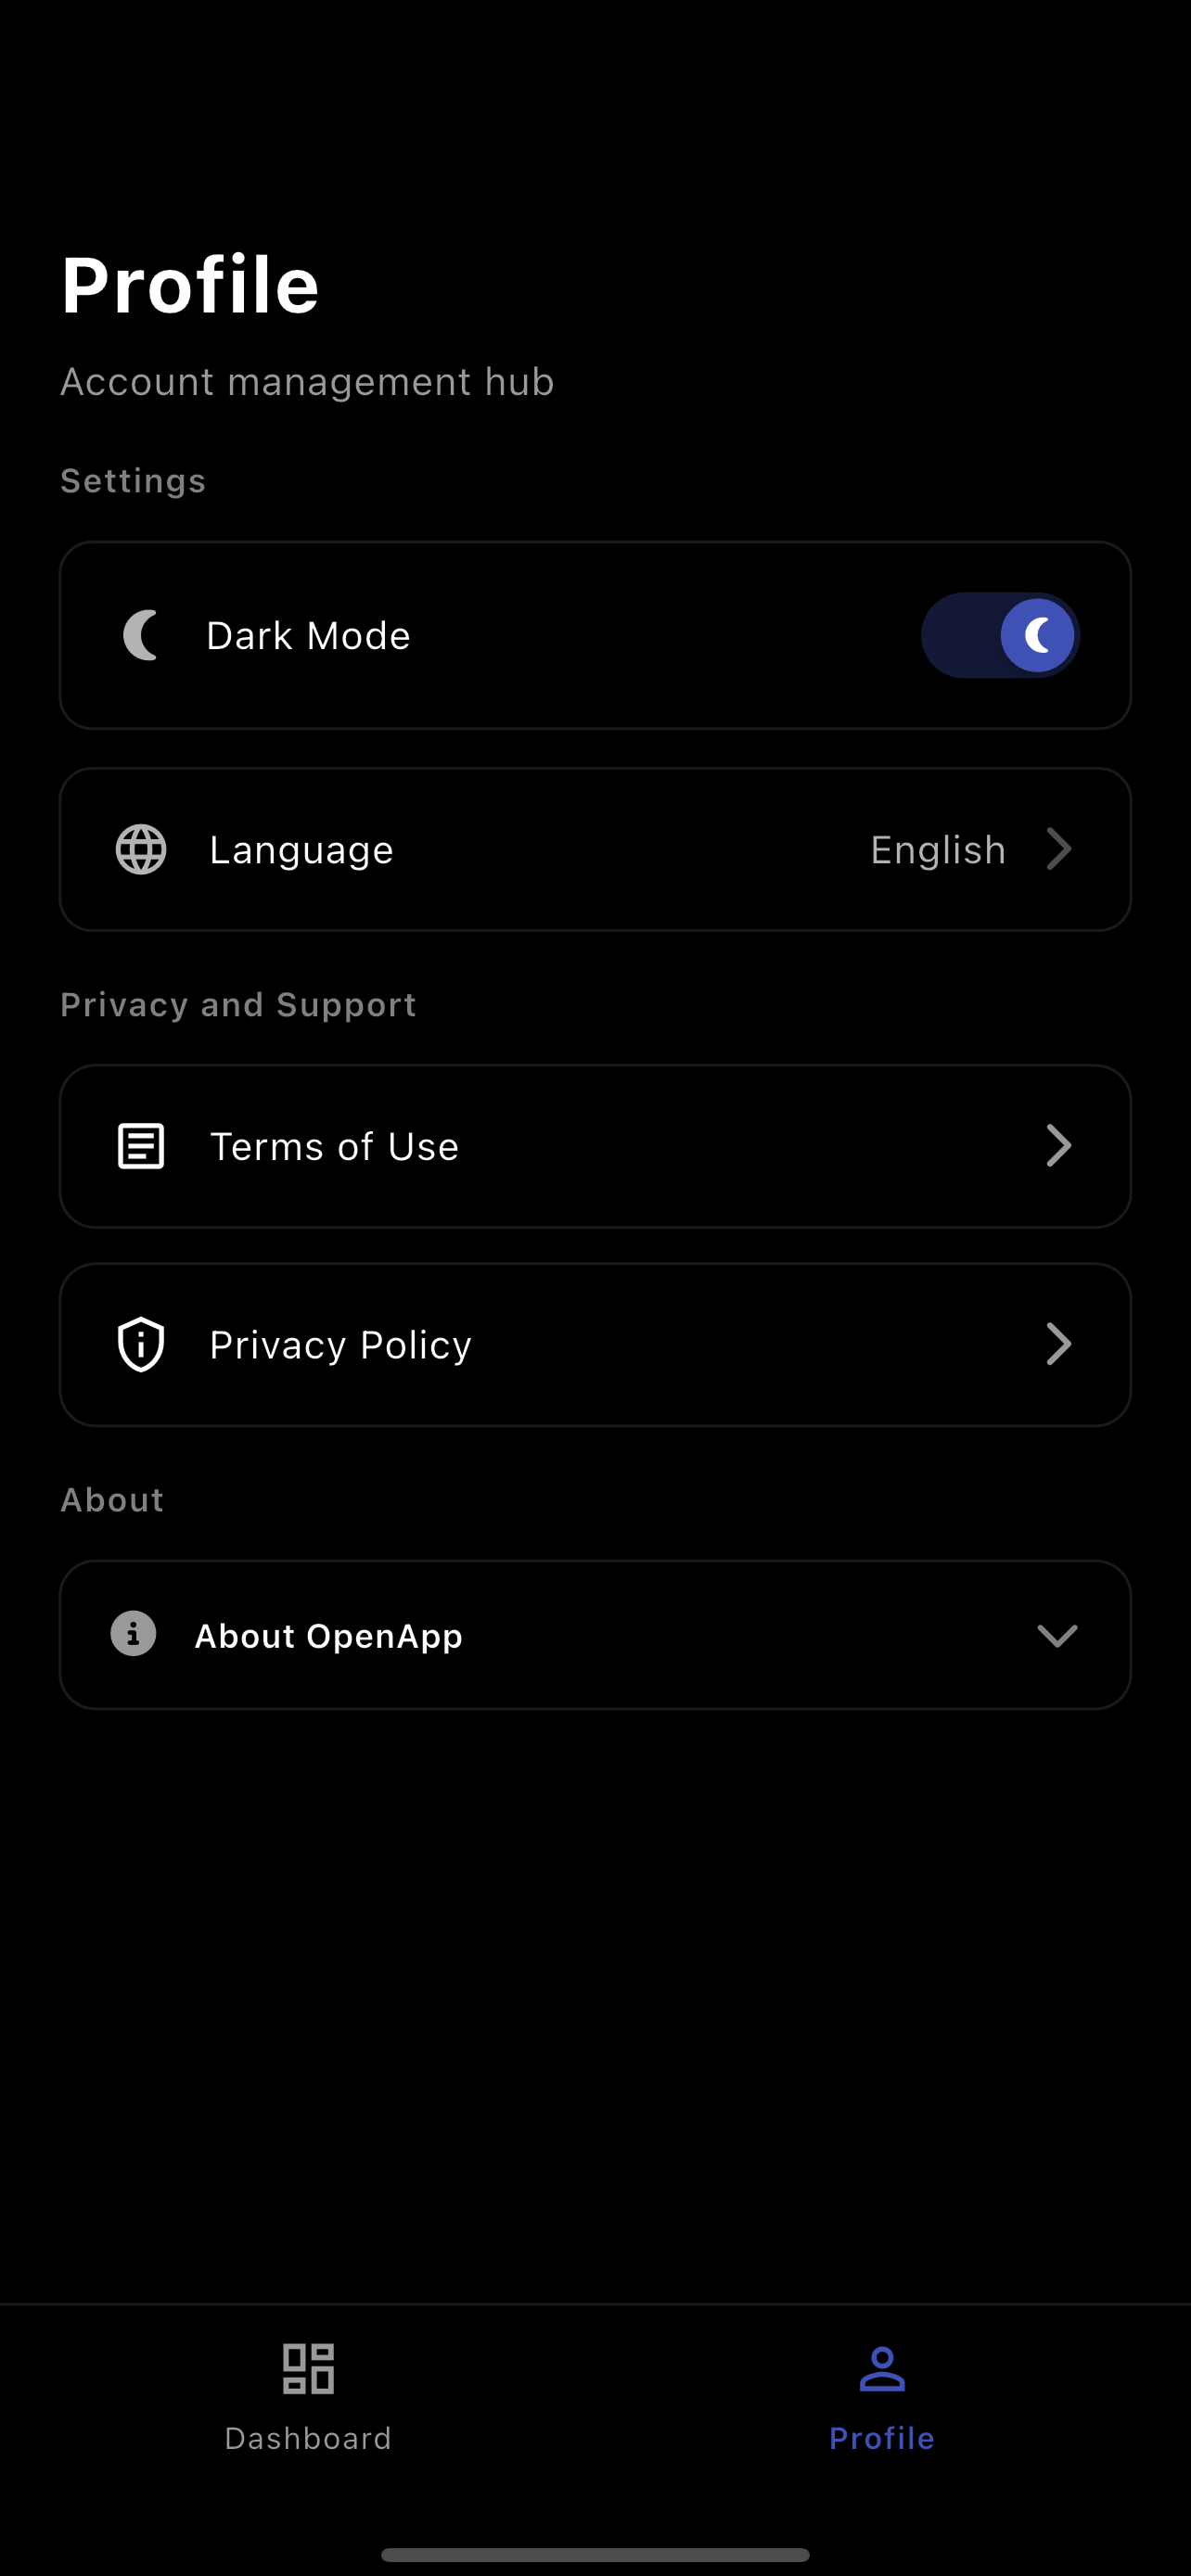 Profile
Account management hub
Settings
Dark Mode
Language English
Privacy and Support
Terms of Use
Privacy Policy
About
About OpenApp
Dashboard Profile